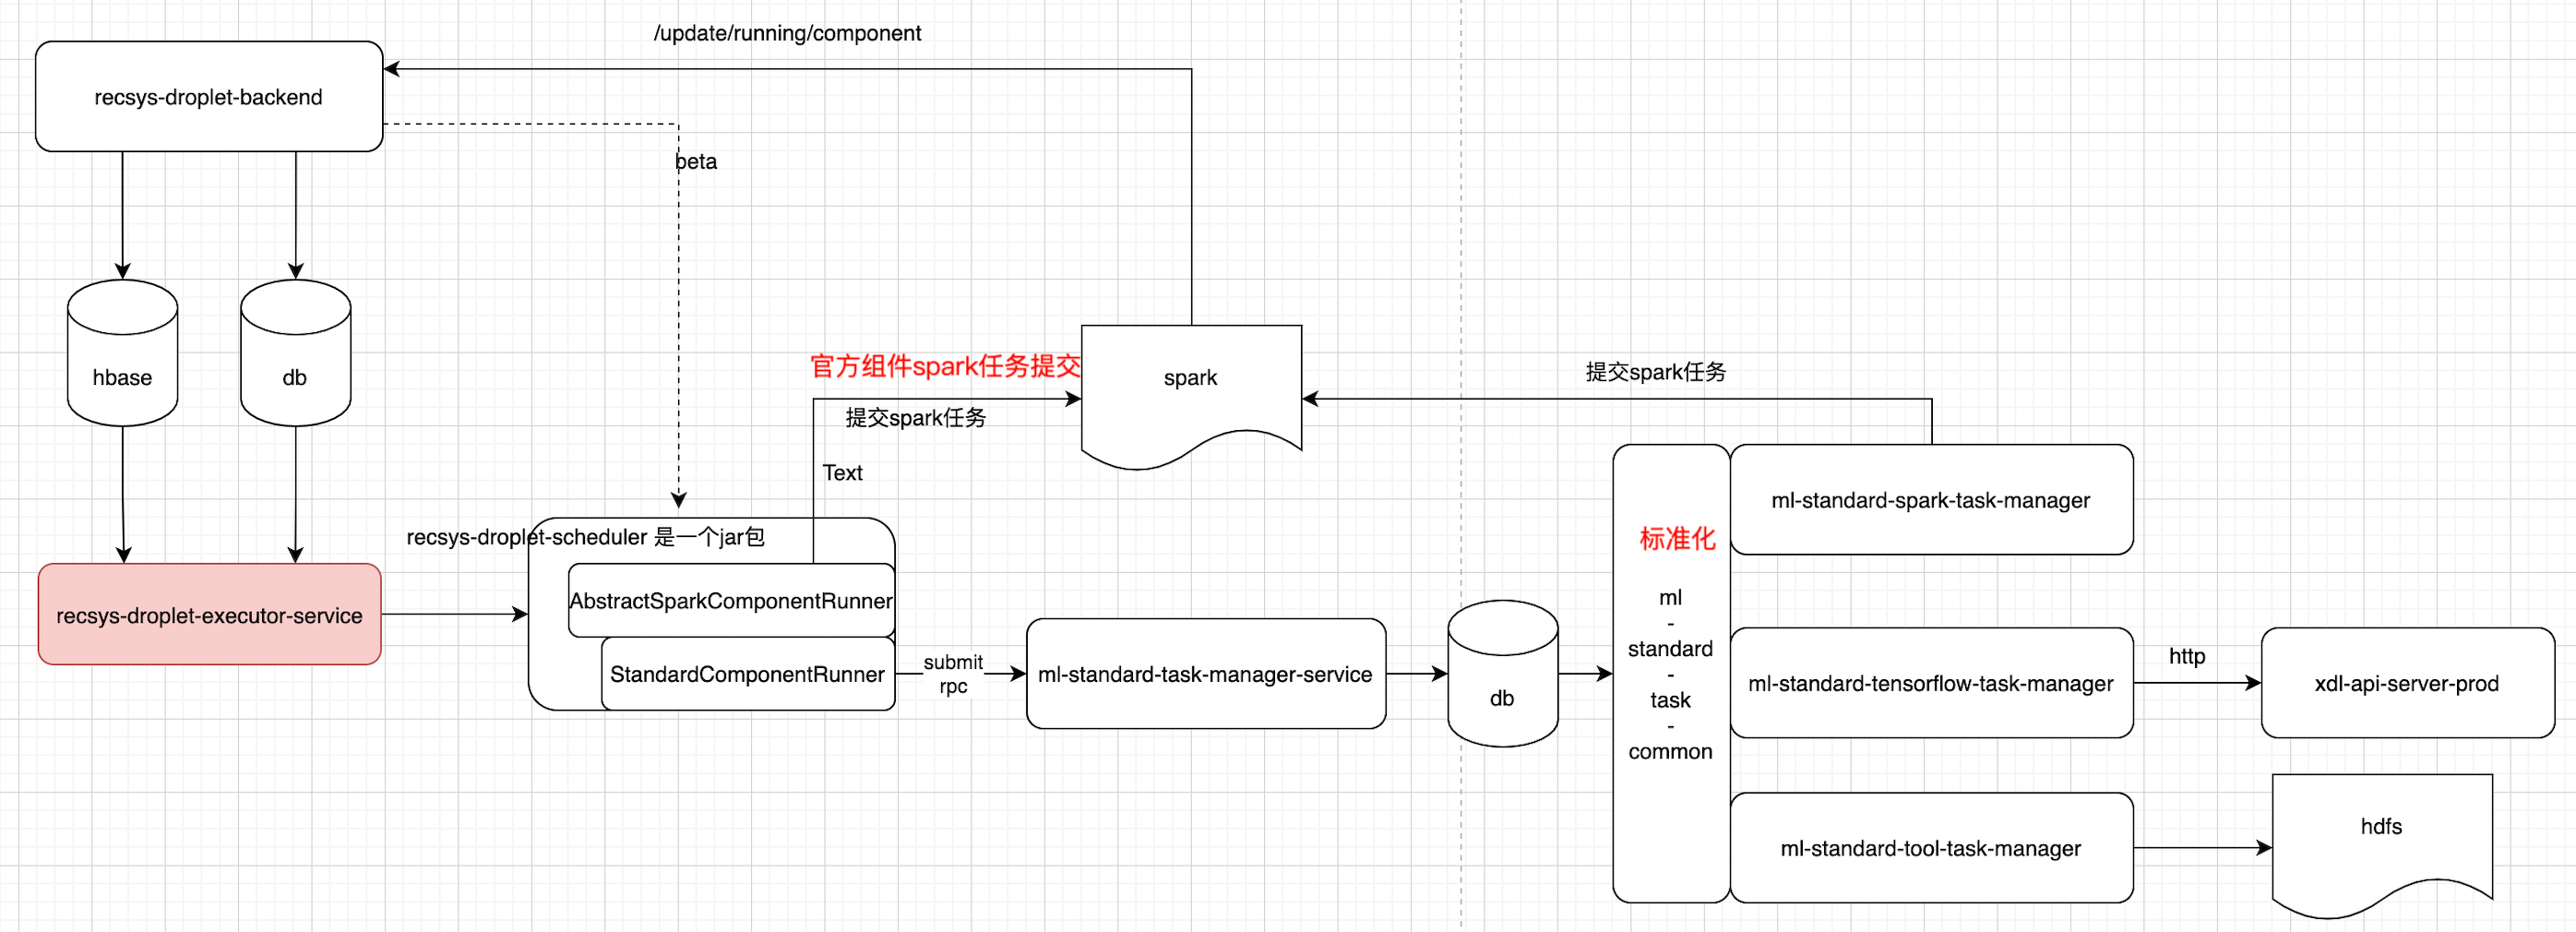 /update/running/component
recsys-droplet-backend
beta
hbase
db
官方组件spark任务提交
提交spark任务
spark
提交spark任务
Text
recsys-droplet-scheduler 是一个jar包
AbstractSparkComponentRunner
StandardComponentRunner
recsys-droplet-executor-service
submit
rpc
ml-standard-task-manager-service
db
标准化
ml
-
standard
-
task
-
common
ml-standard-spark-task-manager
ml-standard-tensorflow-task-manager
http
xdl-api-server-prod
ml-standard-tool-task-manager
hdfs